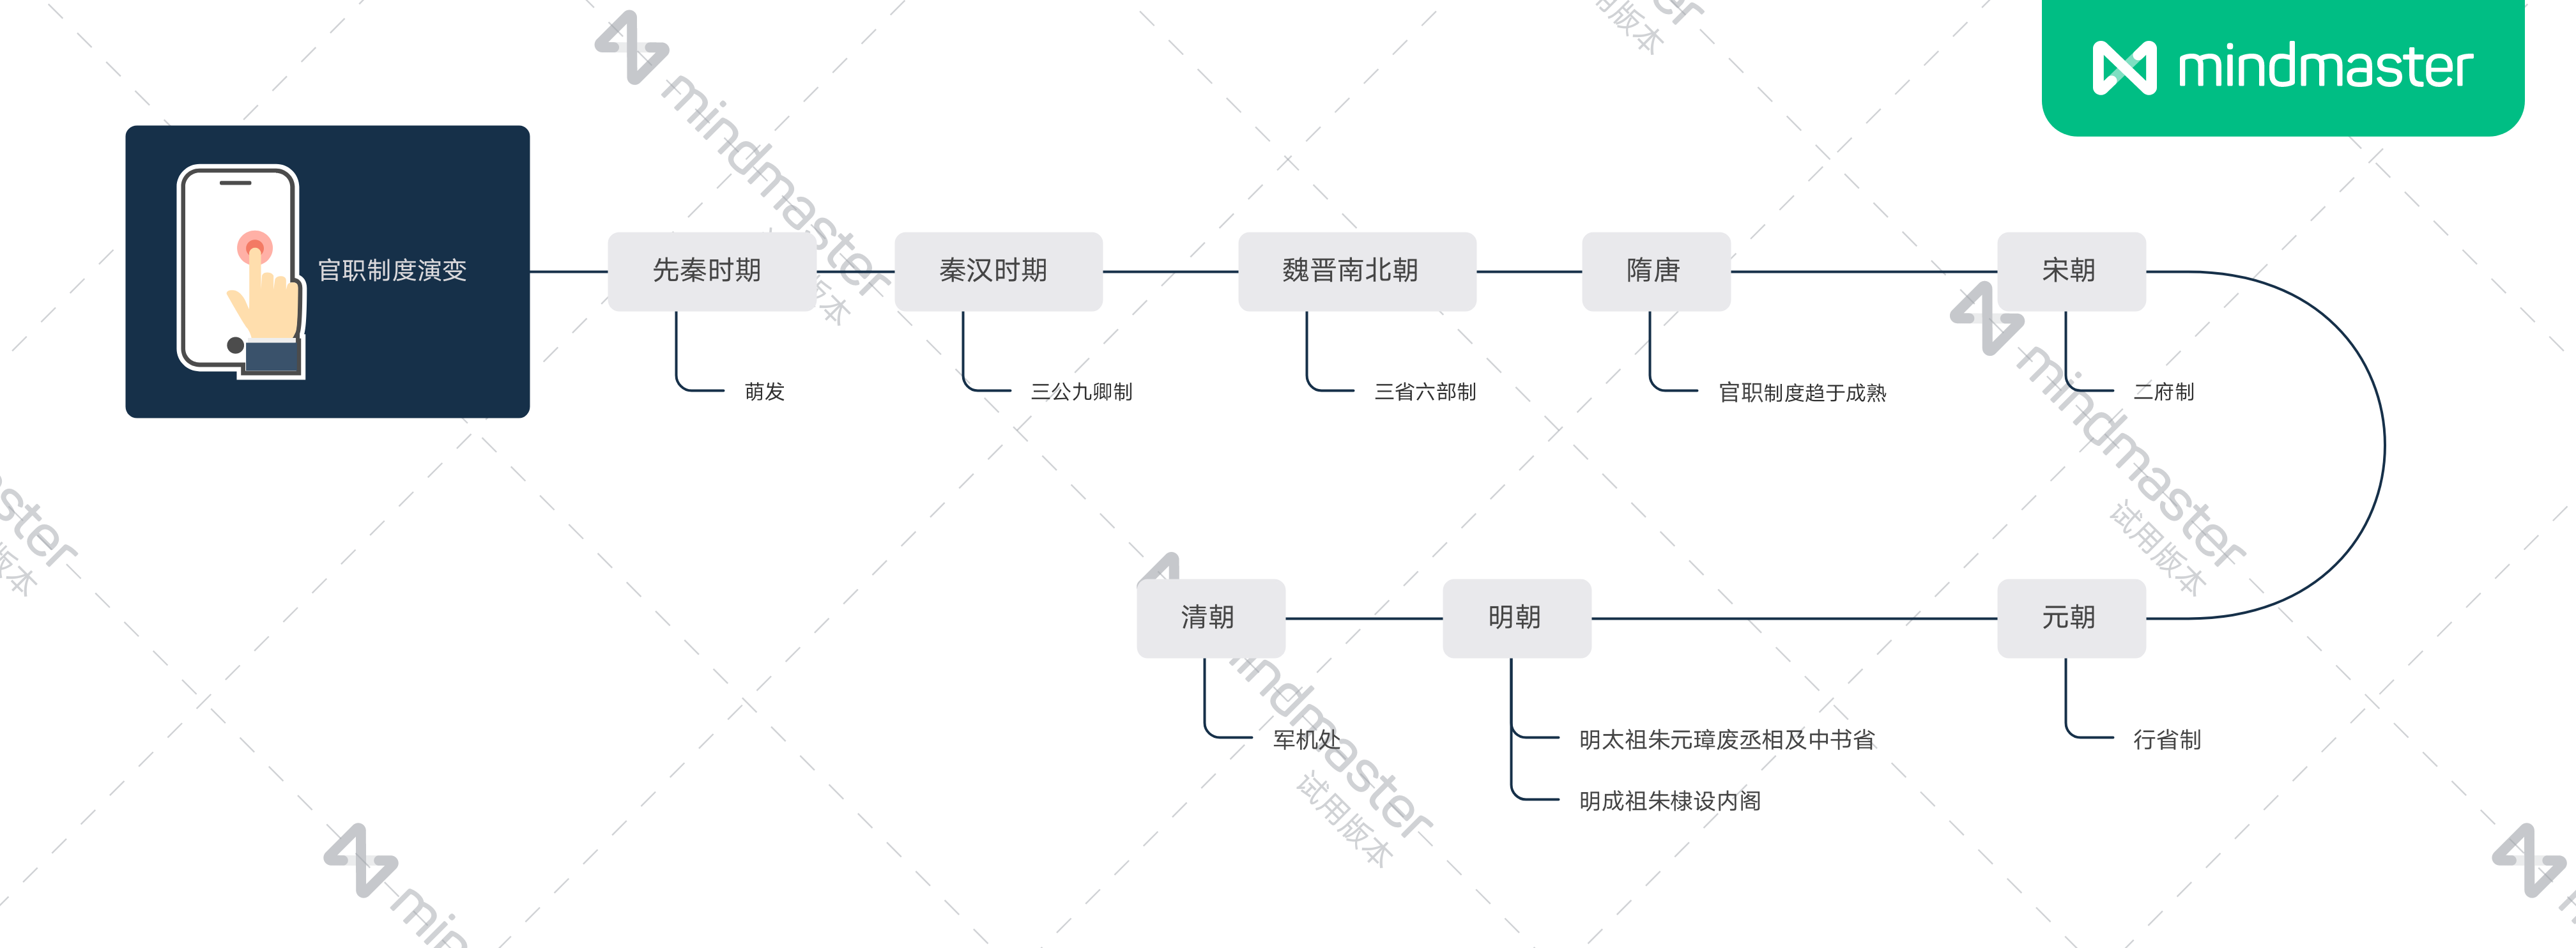 mindmaster
官职制度演变
先秦时期
秦汉时期
魏晋南北朝
隋唐
宋朝
萌发
三公九卿制
三省六部制
官职制度趋于成熟
二府制
清朝
明朝
元朝
军机处
明太祖朱元璋废丞相及中书省
行省制
明成祖朱棣设内阁
mindmaster
试用版本
mindmaster
试用版本
mindmaster
试用版本